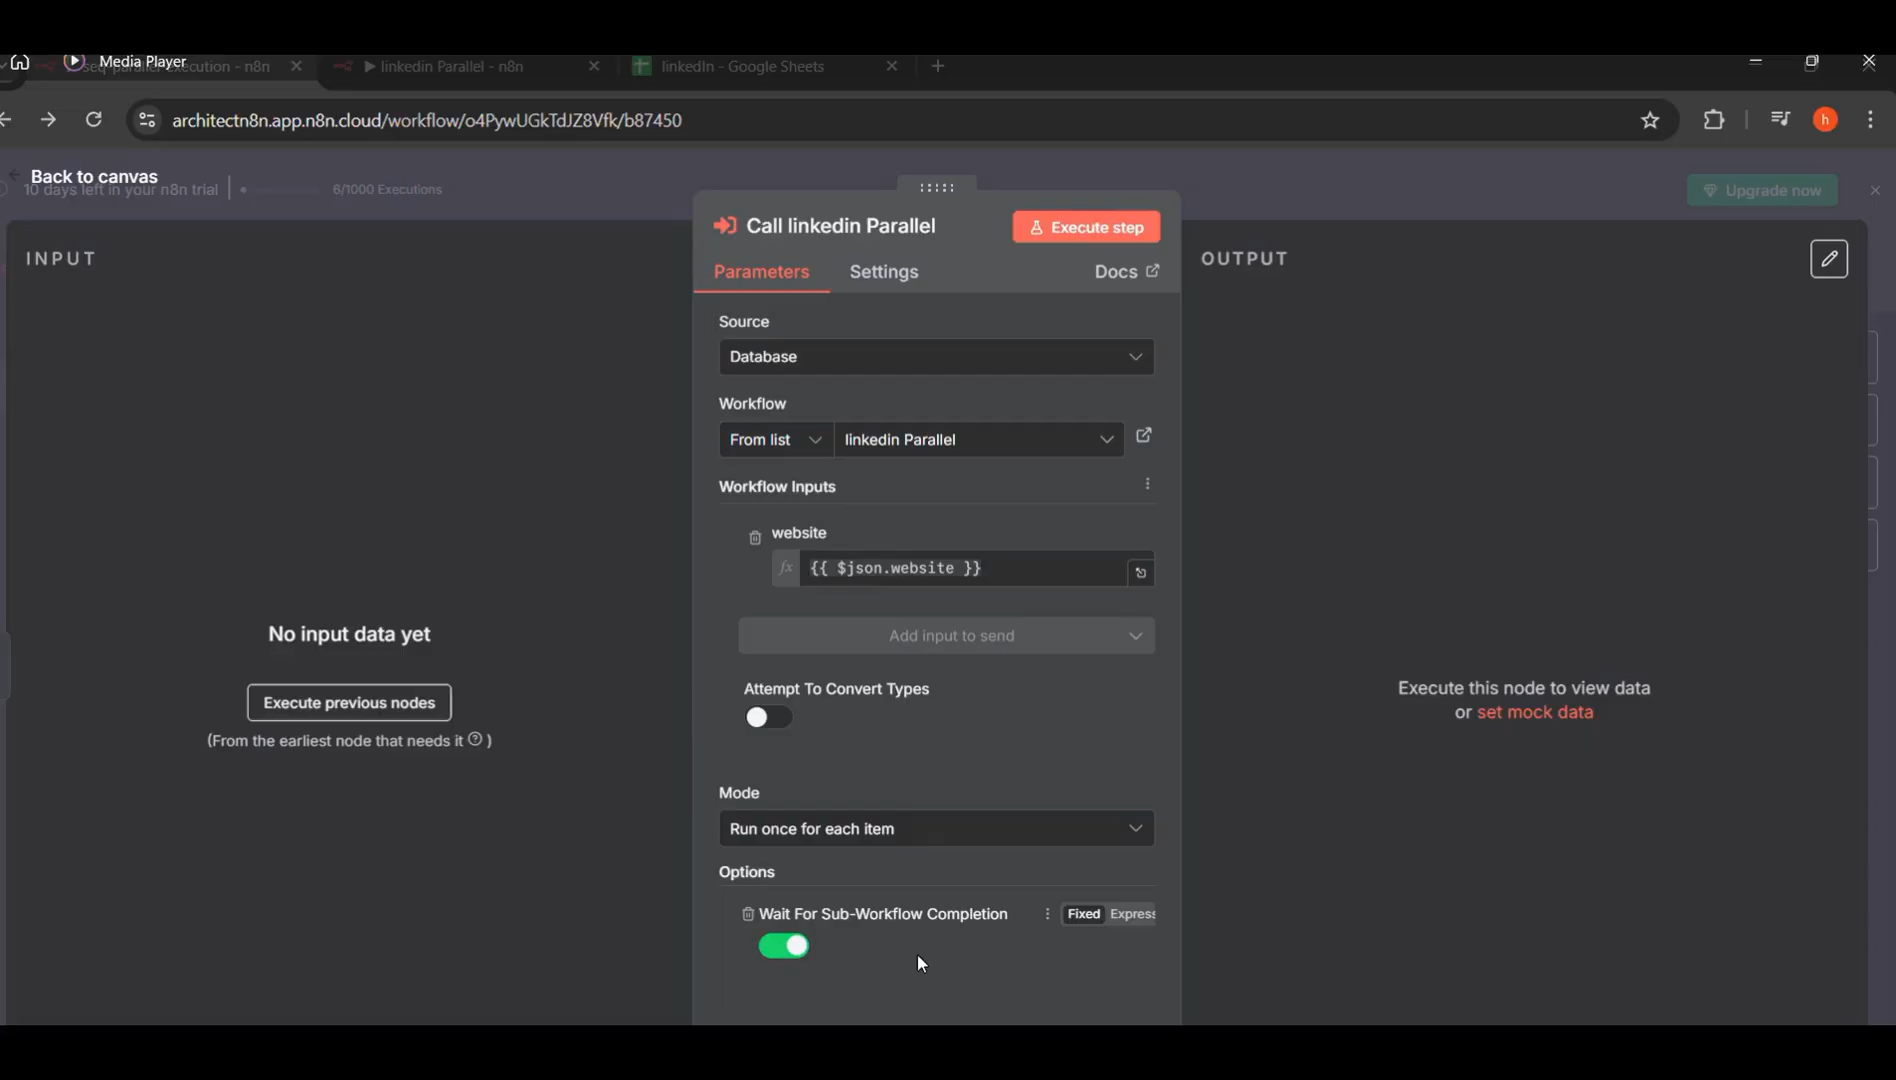 Media Player
seq-parallel execution - n8n
linkedin Parallel - n8n
linkedIn - Google Sheets
architectn8n.app.n8n.cloud/workflow/o4PywUGkTdJZ8Vfk/b87450
h
Back to canvas
10 days left in your n8n trial
6/1000 Executions
Upgrade now
INPUT
Call linkedin Parallel
Execute step
OUTPUT
Parameters
Settings
Docs
Source
Database
Workflow
From list
linkedin Parallel
Workflow Inputs
website
fx
{{ $json.website }}
Add input to send
No input data yet
Execute previous nodes
(From the earliest node that needs it ? )
Execute this node to view data
or set mock data
Attempt To Convert Types
Mode
Run once for each item
Options
Wait For Sub-Workflow Completion
Fixed
Express